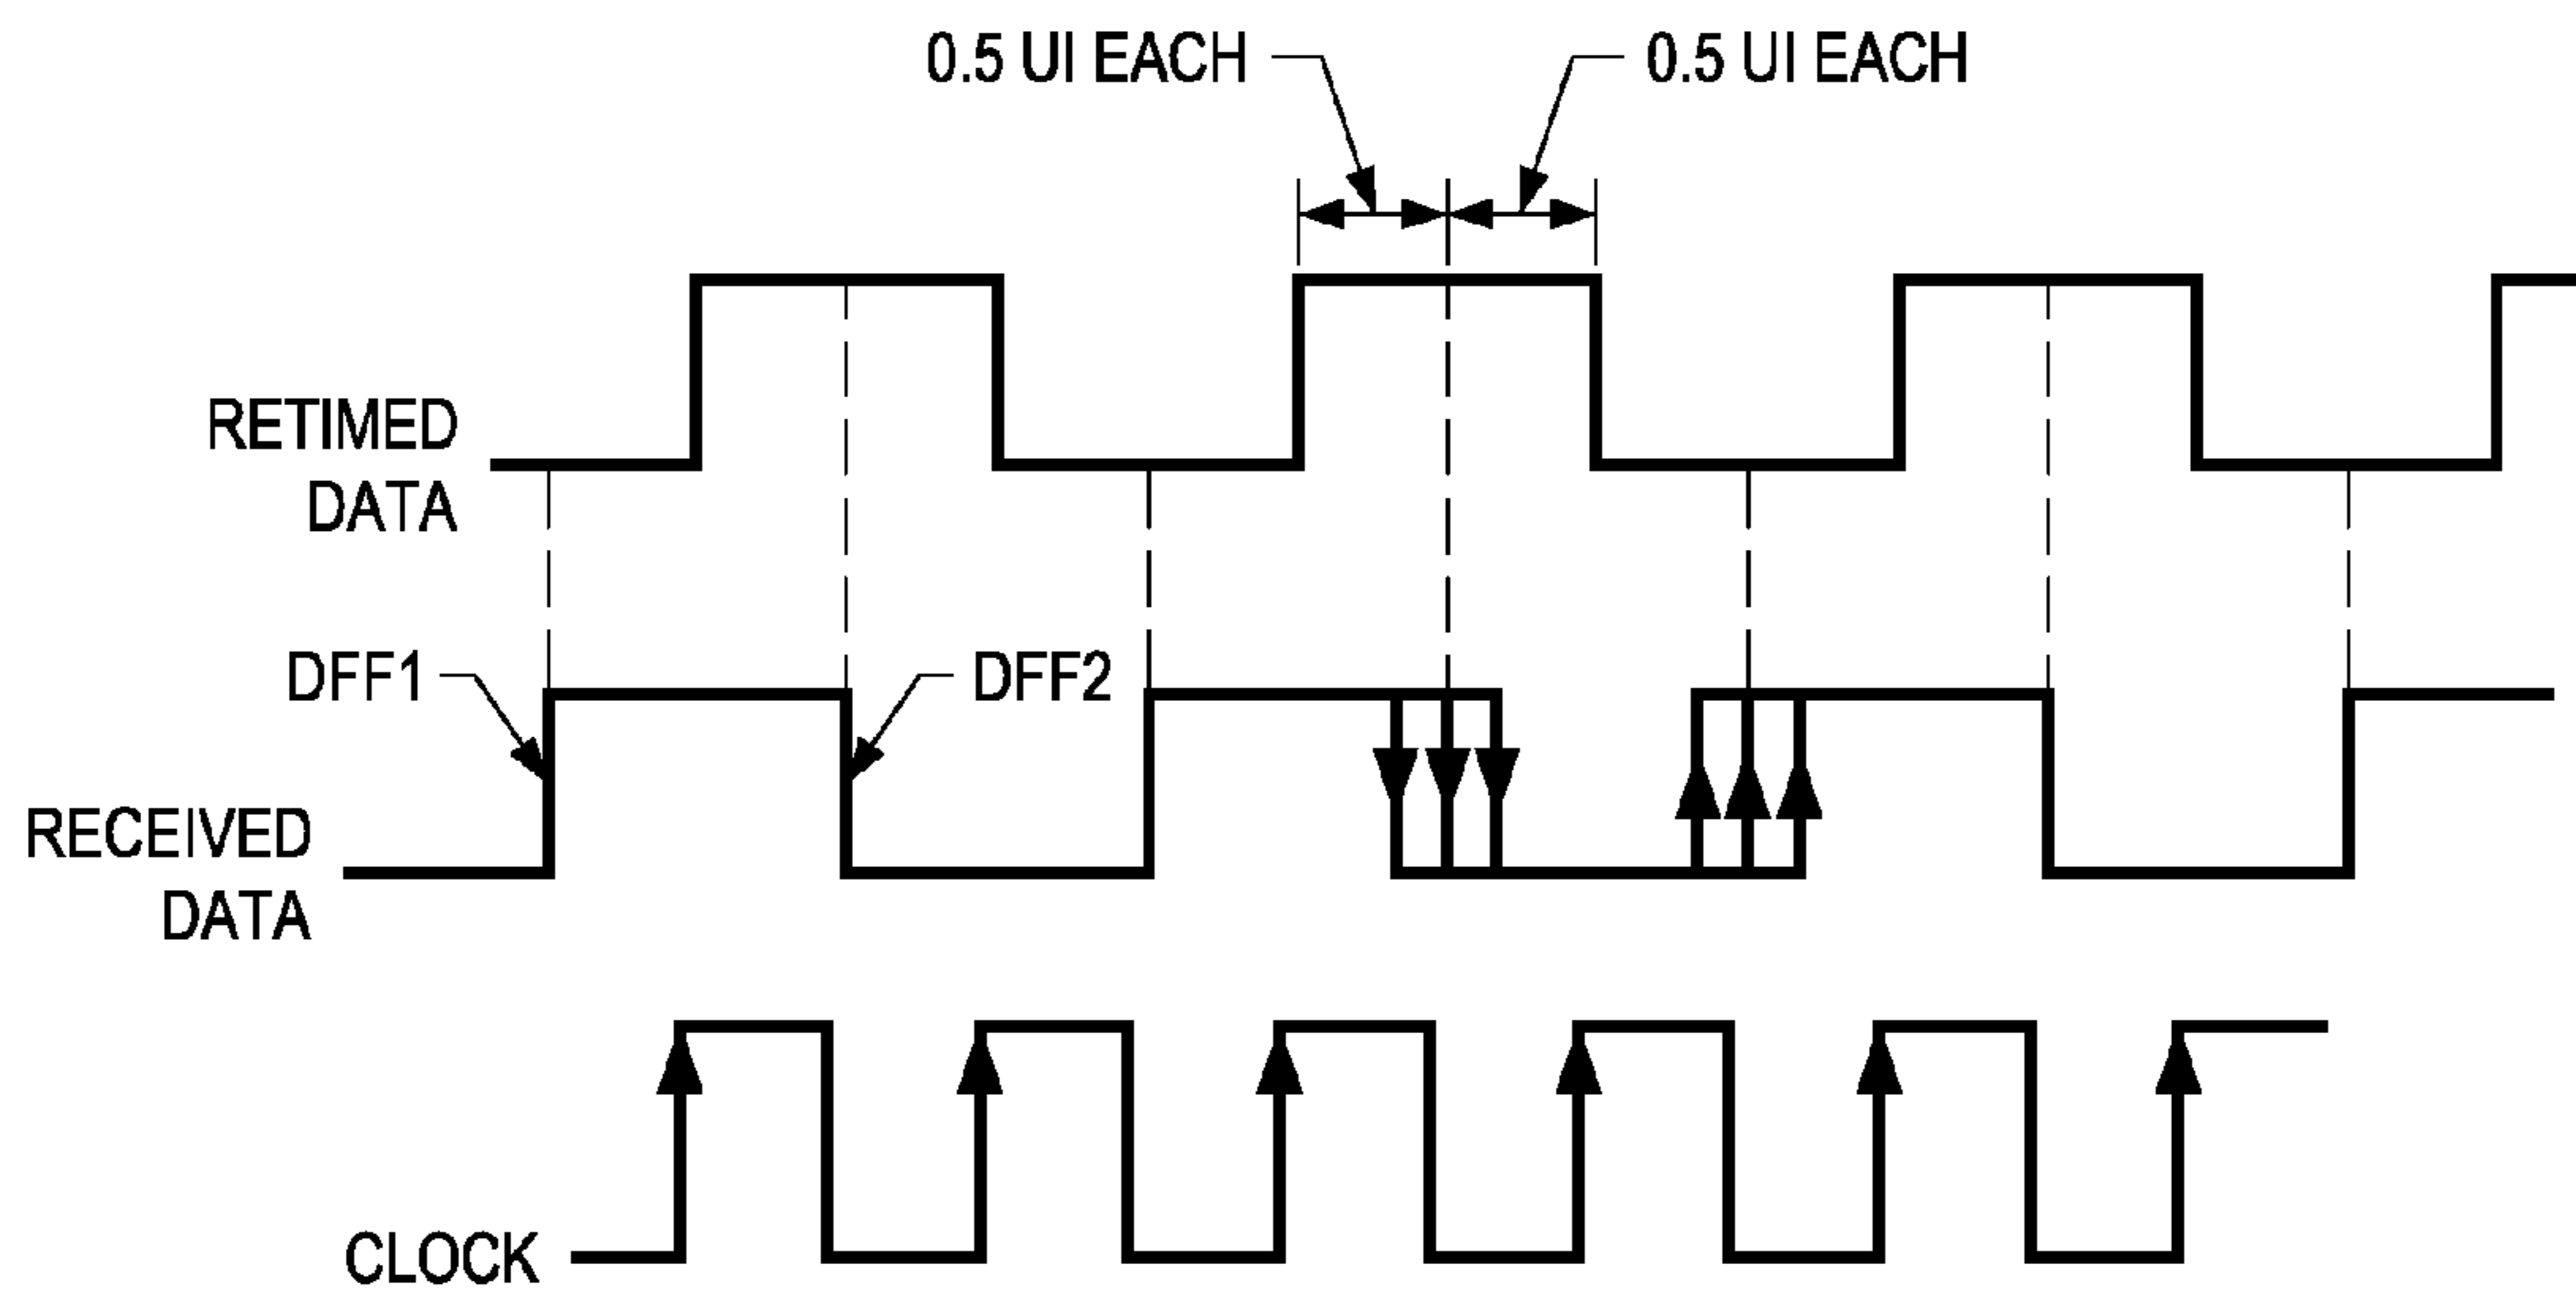 0.5 UI EACH
0.5 UI EACH
RETIMED
DATA
DFF1
DFF2
RECEIVED
DATA
CLOCK